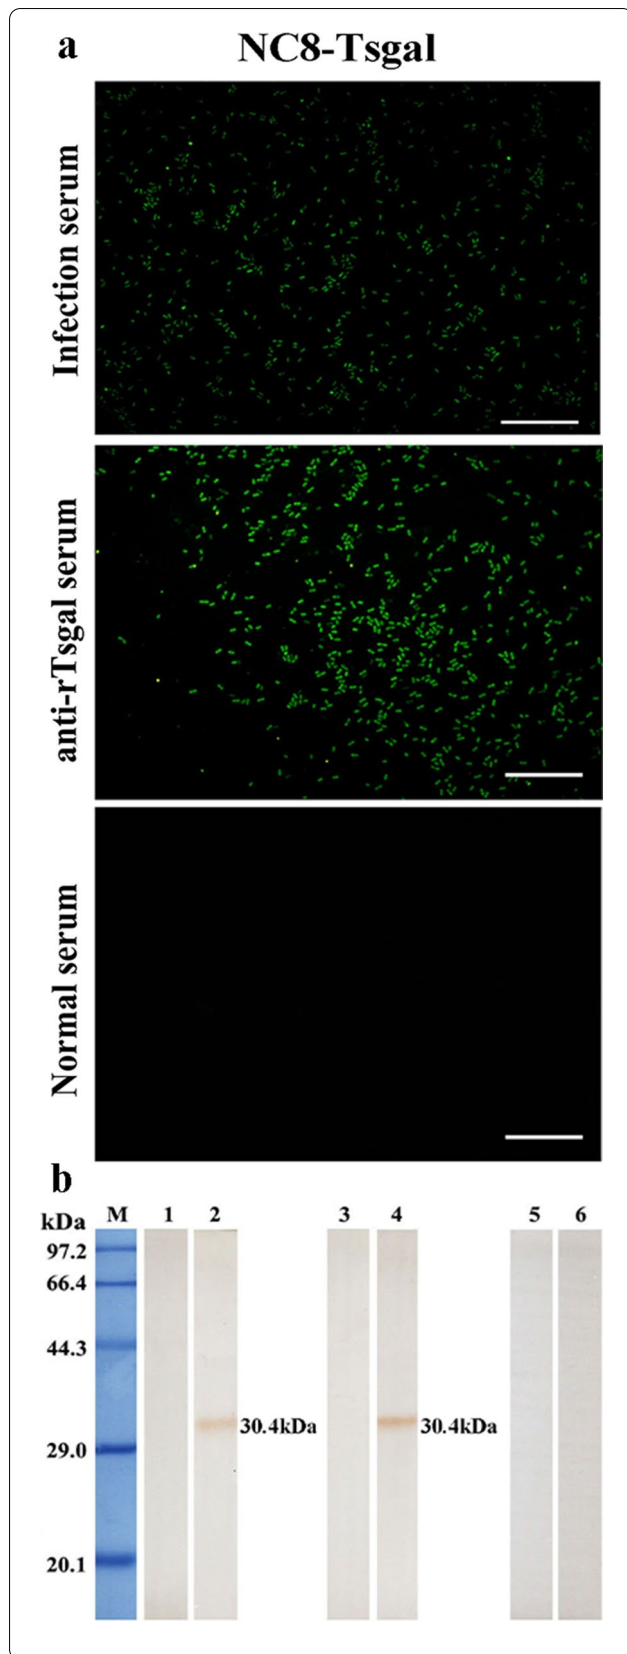 a NC8-Tsgal
Infection serum
anti-rTsgal serum
Normal serum
b
kDa M 1 2 3 4 5 6
97.2
66.4
44.3
30.4kDa 30.4kDa
29.0
20.1